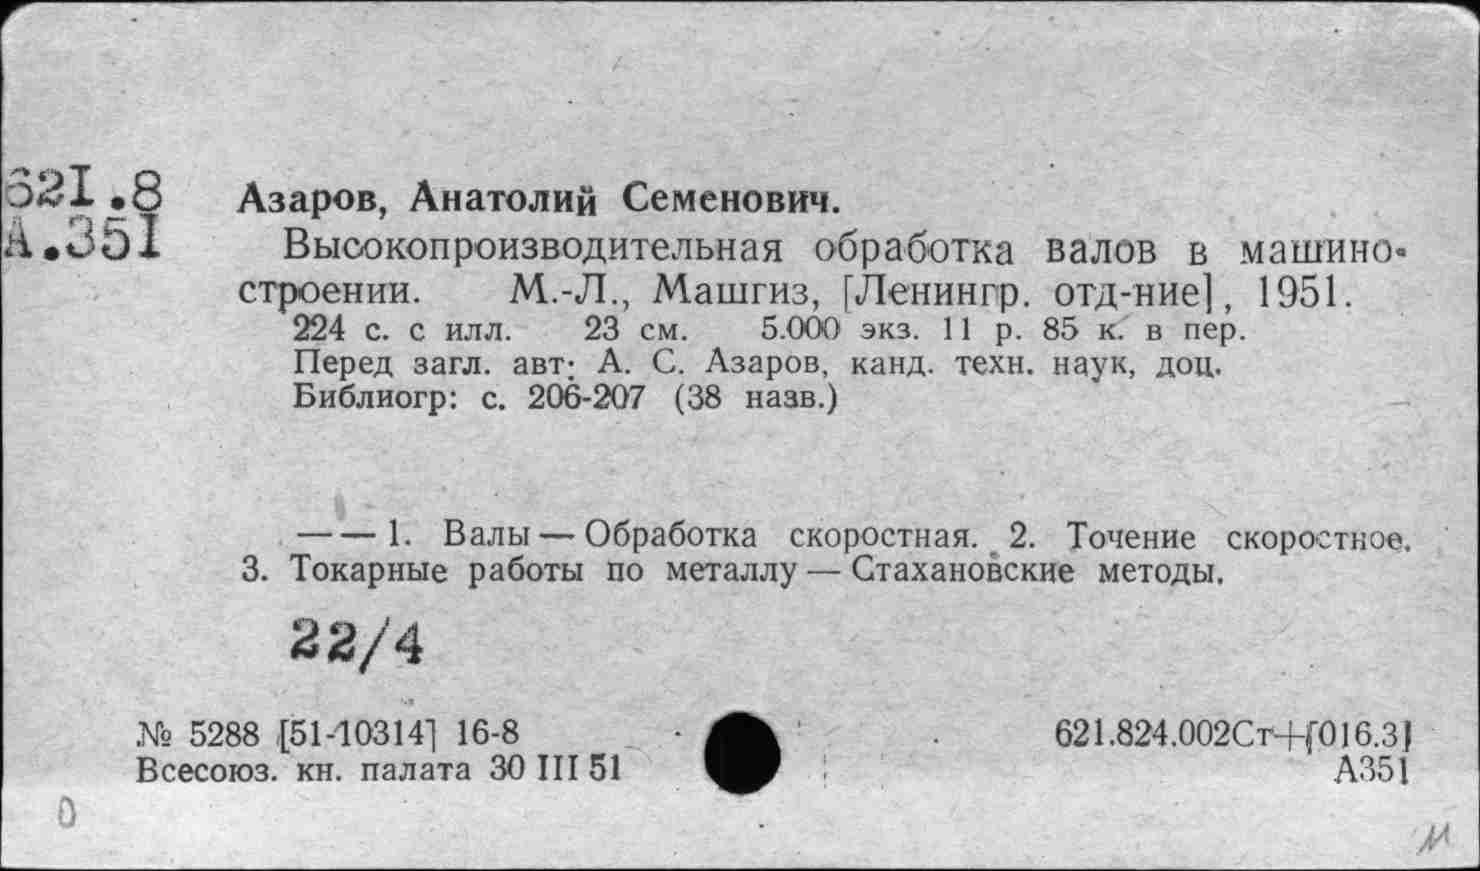 621.8
А.351
Азаров, Анатолий Семенович.
Высокопроизводительная обработка валов в машино-
строении. М.-Л., Машгиз, [Ленингр. отд-ние], 1951.
224 с. с илл. 23 см. 5.000 экз. 11 р. 85 к. в пер.
Перед загл. авт: А. С. Азаров, канд. техн. наук, доц.
Библиогр: с. 206-207 (38 назв.)
— — 1. Валы — Обработка скоростная. 2. Точение скоростное.
3. Токарные работы по металлу — Стахановские методы.
22/4
№ 5288 [51-10314] 16-8
Всесоюз. кн. палата 30 III 51
621.824.002Ст+[016.3]
А351
0
М